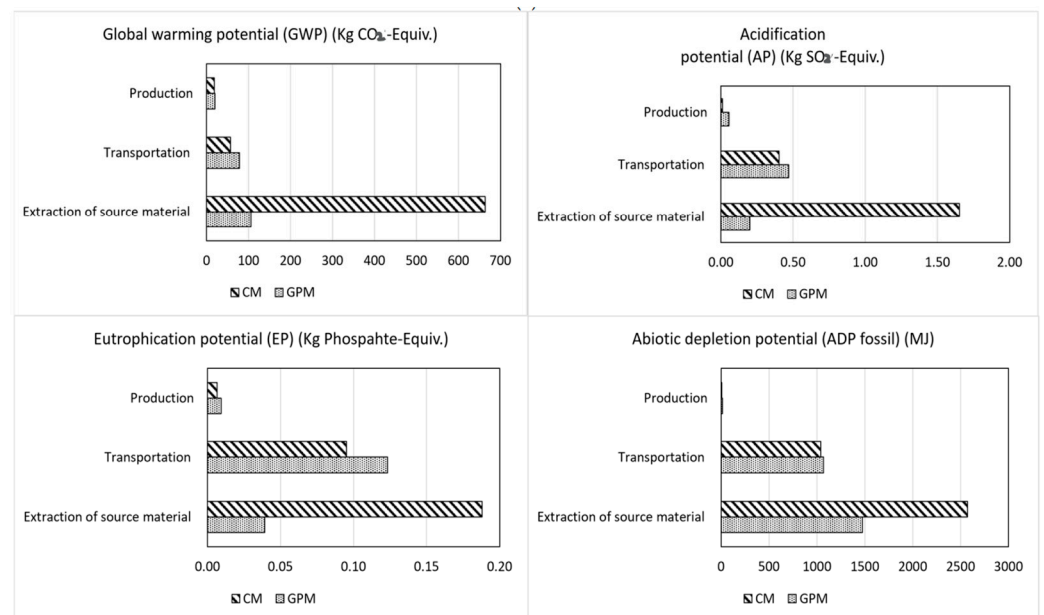 Global warming potential (GWP) (Kg CO2-Equiv.)
Production
Transportation
Extraction of source material
0 100 200 300 400 500 600 700
CM GPM
Acidification
potential (AP) (Kg SO2-Equiv.)
Production
Transportation
Extraction of source material
0.00 0.50 1.00 1.50 2.00
CM GPM
Eutrophication potential (EP) (Kg Phospahte-Equiv.)
Production
Transportation
Extraction of source material
0.00 0.05 0.10 0.15 0.20
CM GPM
Abiotic depletion potential (ADP fossil) (MJ)
Production
Transportation
Extraction of source material
0 500 1000 1500 2000 2500 3000
CM GPM